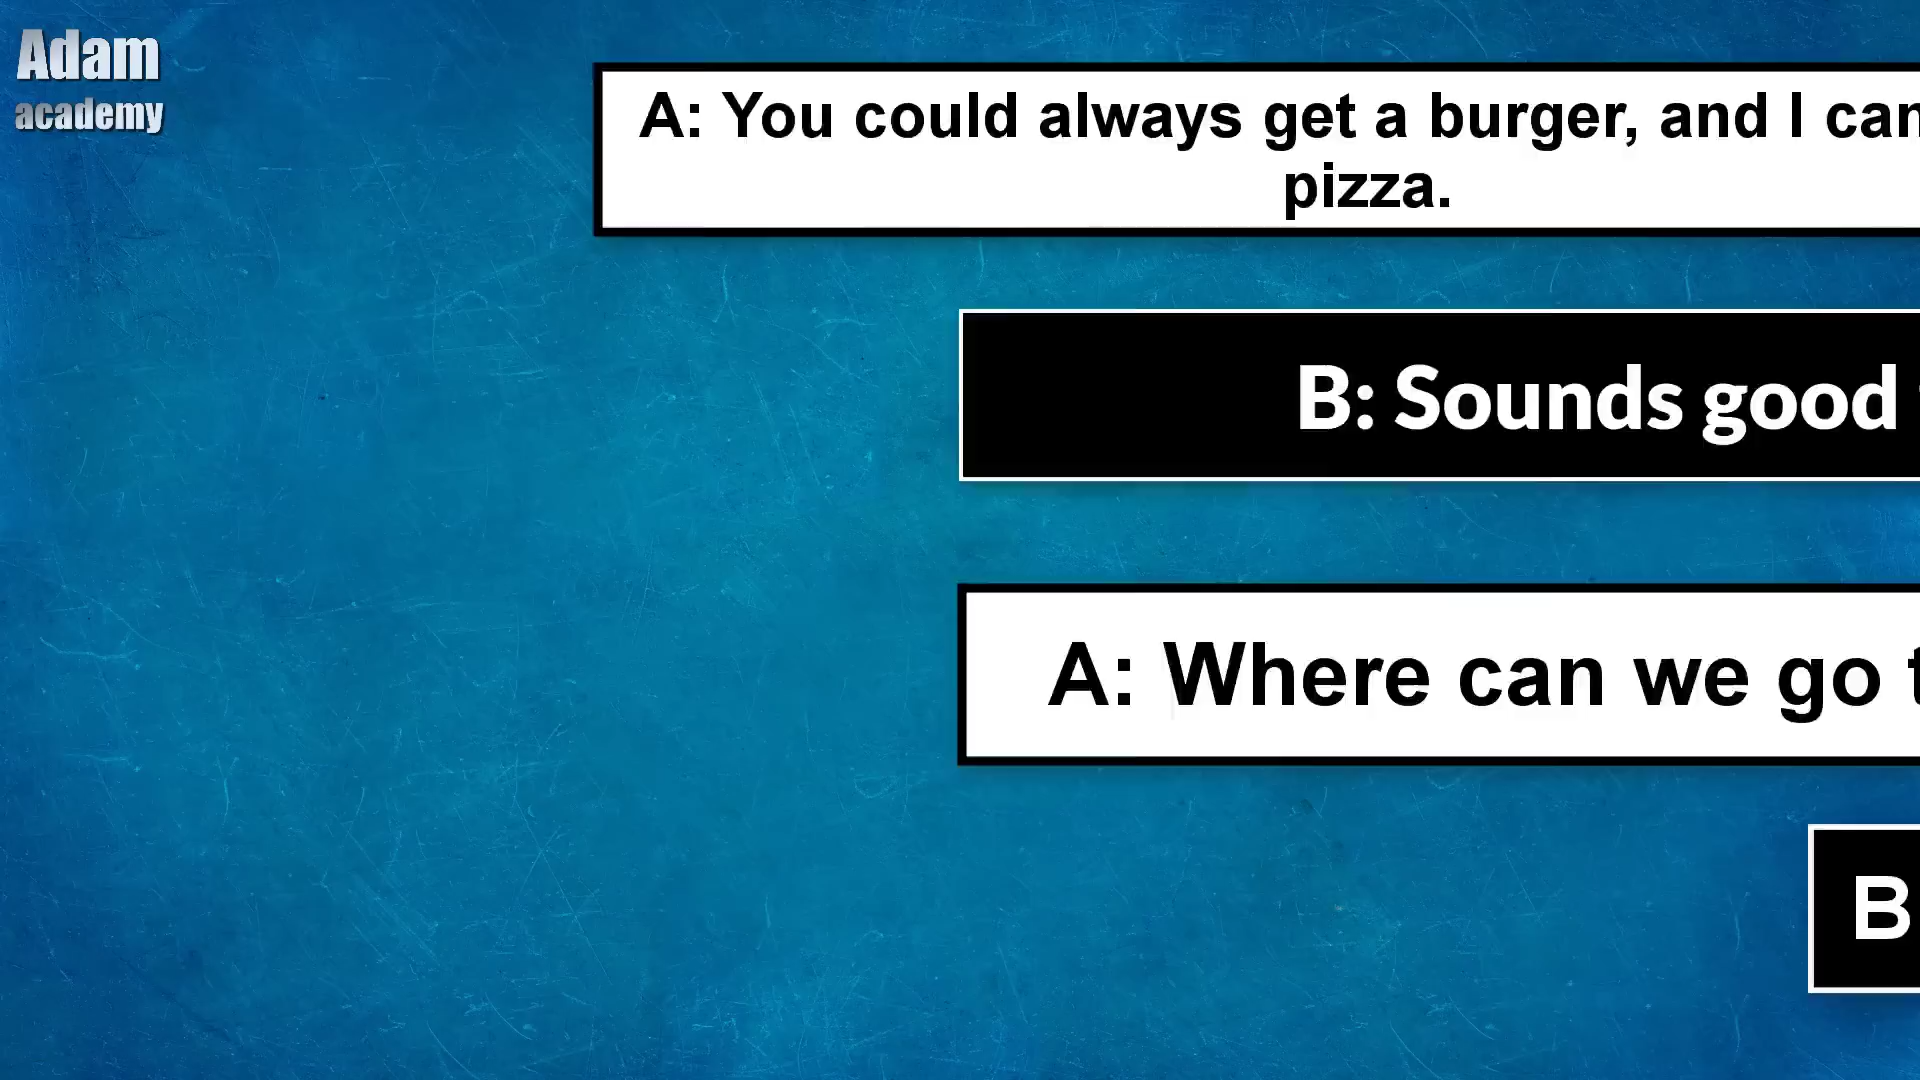 Adam
academy
A: You could always get a burger, and I can
pizza.
B: Sounds good
A: Where can we go
B